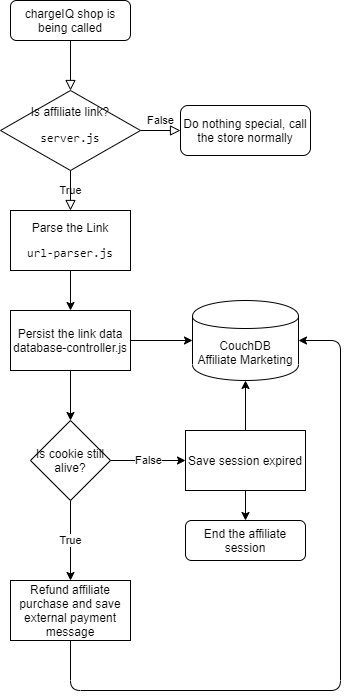 chargeIQ shop is
being called
Is affiliate link?
server.js
False
Do nothing special, call
the store normally
True
Parse the Link
url-parser.js
Persist the link data
database-controller.js
CouchDB
Affiliate Marketing
Is cookie still
alive?
False
Save session expired
End the affiliate
session
True
Refund affiliate
purchase and save
external payment
message